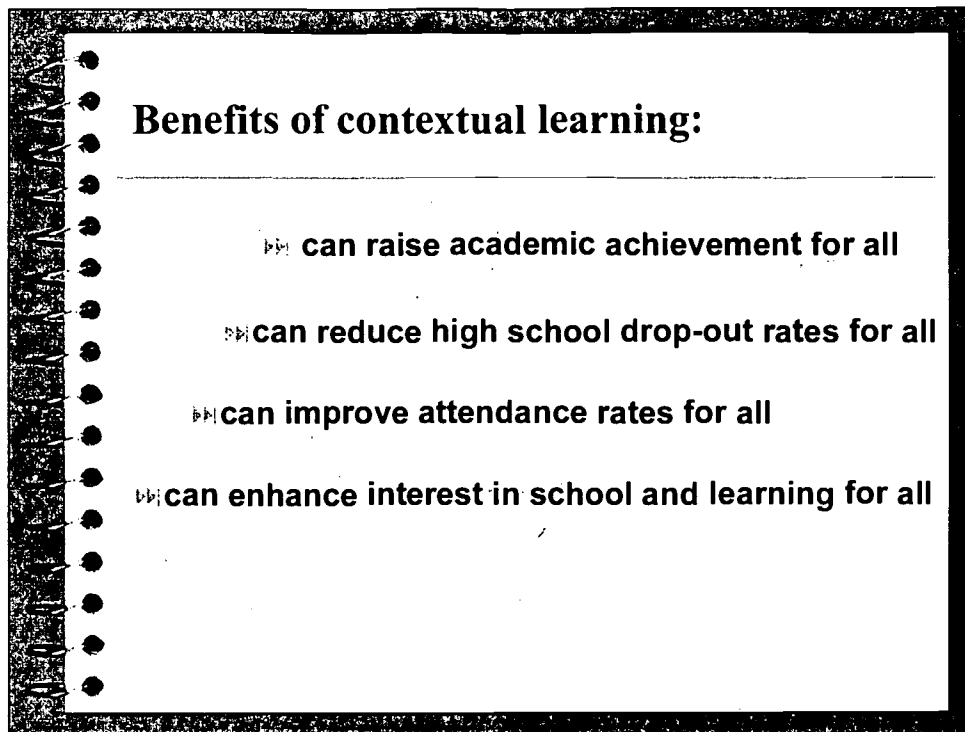 Benefits of contextual learning:
can raise academic achievement for all
can reduce high school drop-out rates for all
can improve attendance rates for all
can enhance interest in school and learning for all